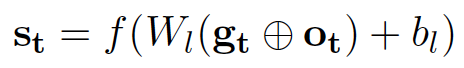 s_t = f(W_l(g_t ⊕ o_t) + b_l)